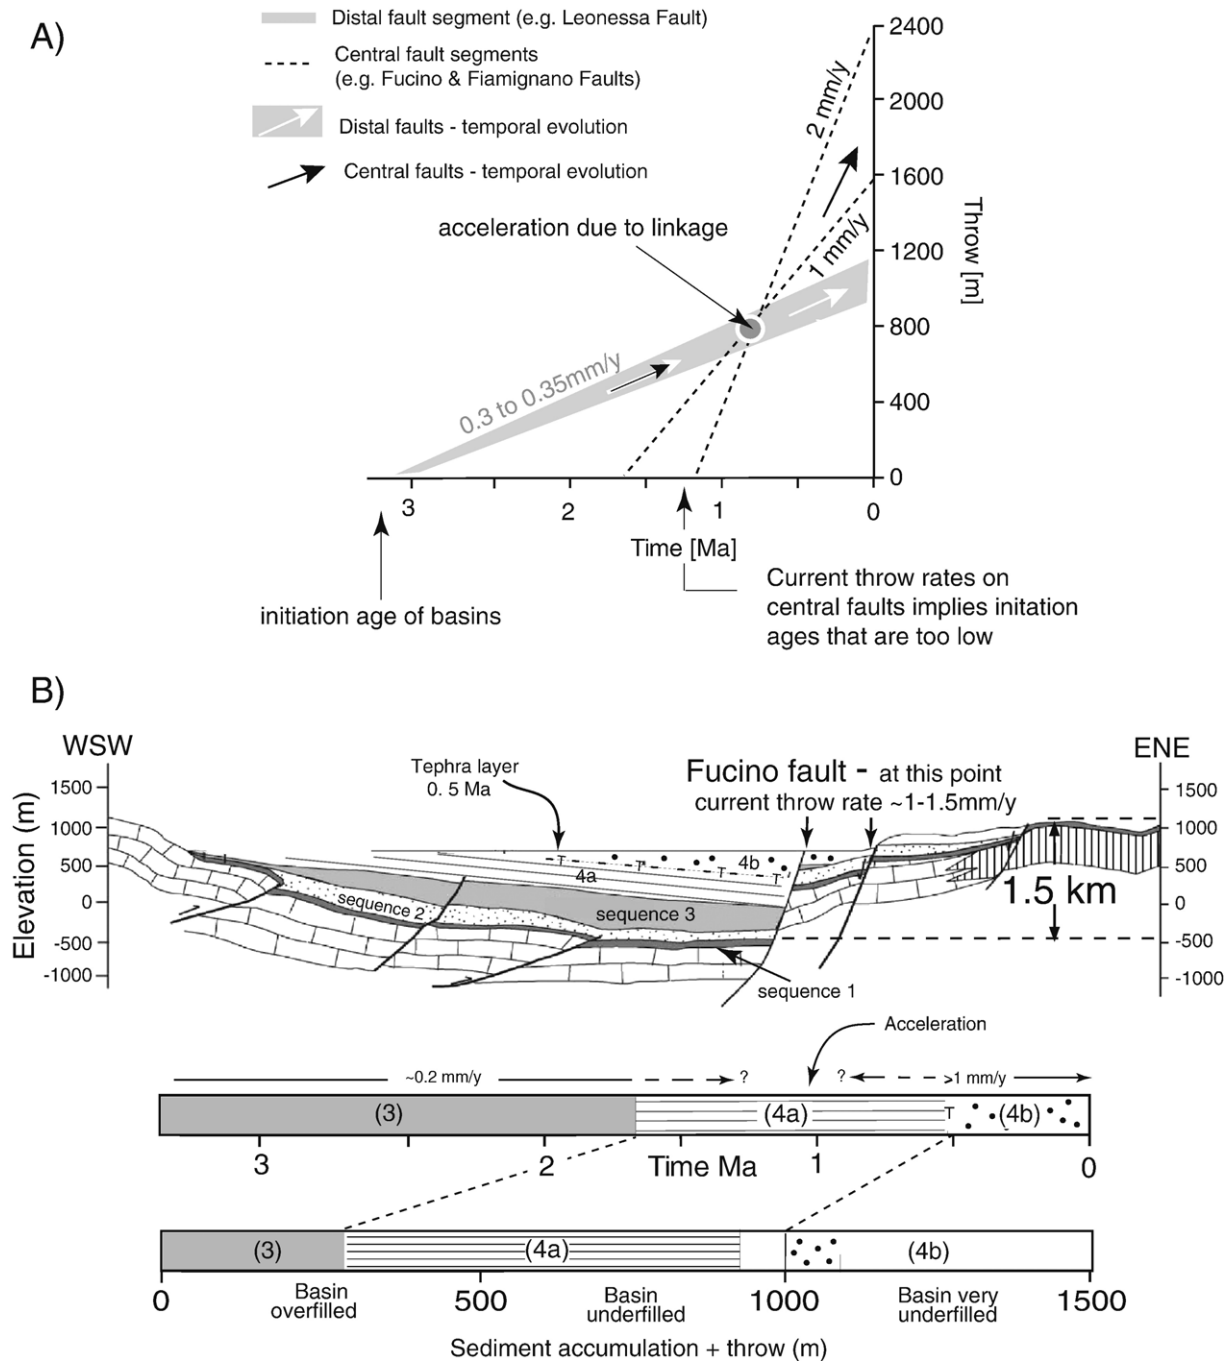 A)
Distal fault segment (e.g. Leonessa Fault)
Central fault segments
(e.g. Fucino & Fiamignano Faults)
Distal faults - temporal evolution
Central faults - temporal evolution
acceleration due to linkage
2 mm/y
1 mm/y
0.3 to 0.35mm/y
2400
2000
1600
1200
800
400
0
Throw [m]
3
2
1
0
Time [Ma]
initiation age of basins
Current throw rates on
central faults implies initation
ages that are too low
B)
WSW
ENE
Tephra layer
0. 5 Ma
Fucino fault - at this point
current throw rate ~1-1.5mm/y
Elevation (m)
1500
1000
500
0
-500
-1000
1500
1000
500
0
-500
-1000
T
T
T
T
4b
4a
sequence 2
sequence 3
sequence 1
1.5 km
Acceleration
~0.2 mm/y
?
?
>1 mm/y
(3)
(4a)
T
(4b)
3
2
Time Ma
1
0
(3)
(4a)
(4b)
0
500
1000
1500
Basin
overfilled
Basin
underfilled
Basin very
underfilled
Sediment accumulation + throw (m)